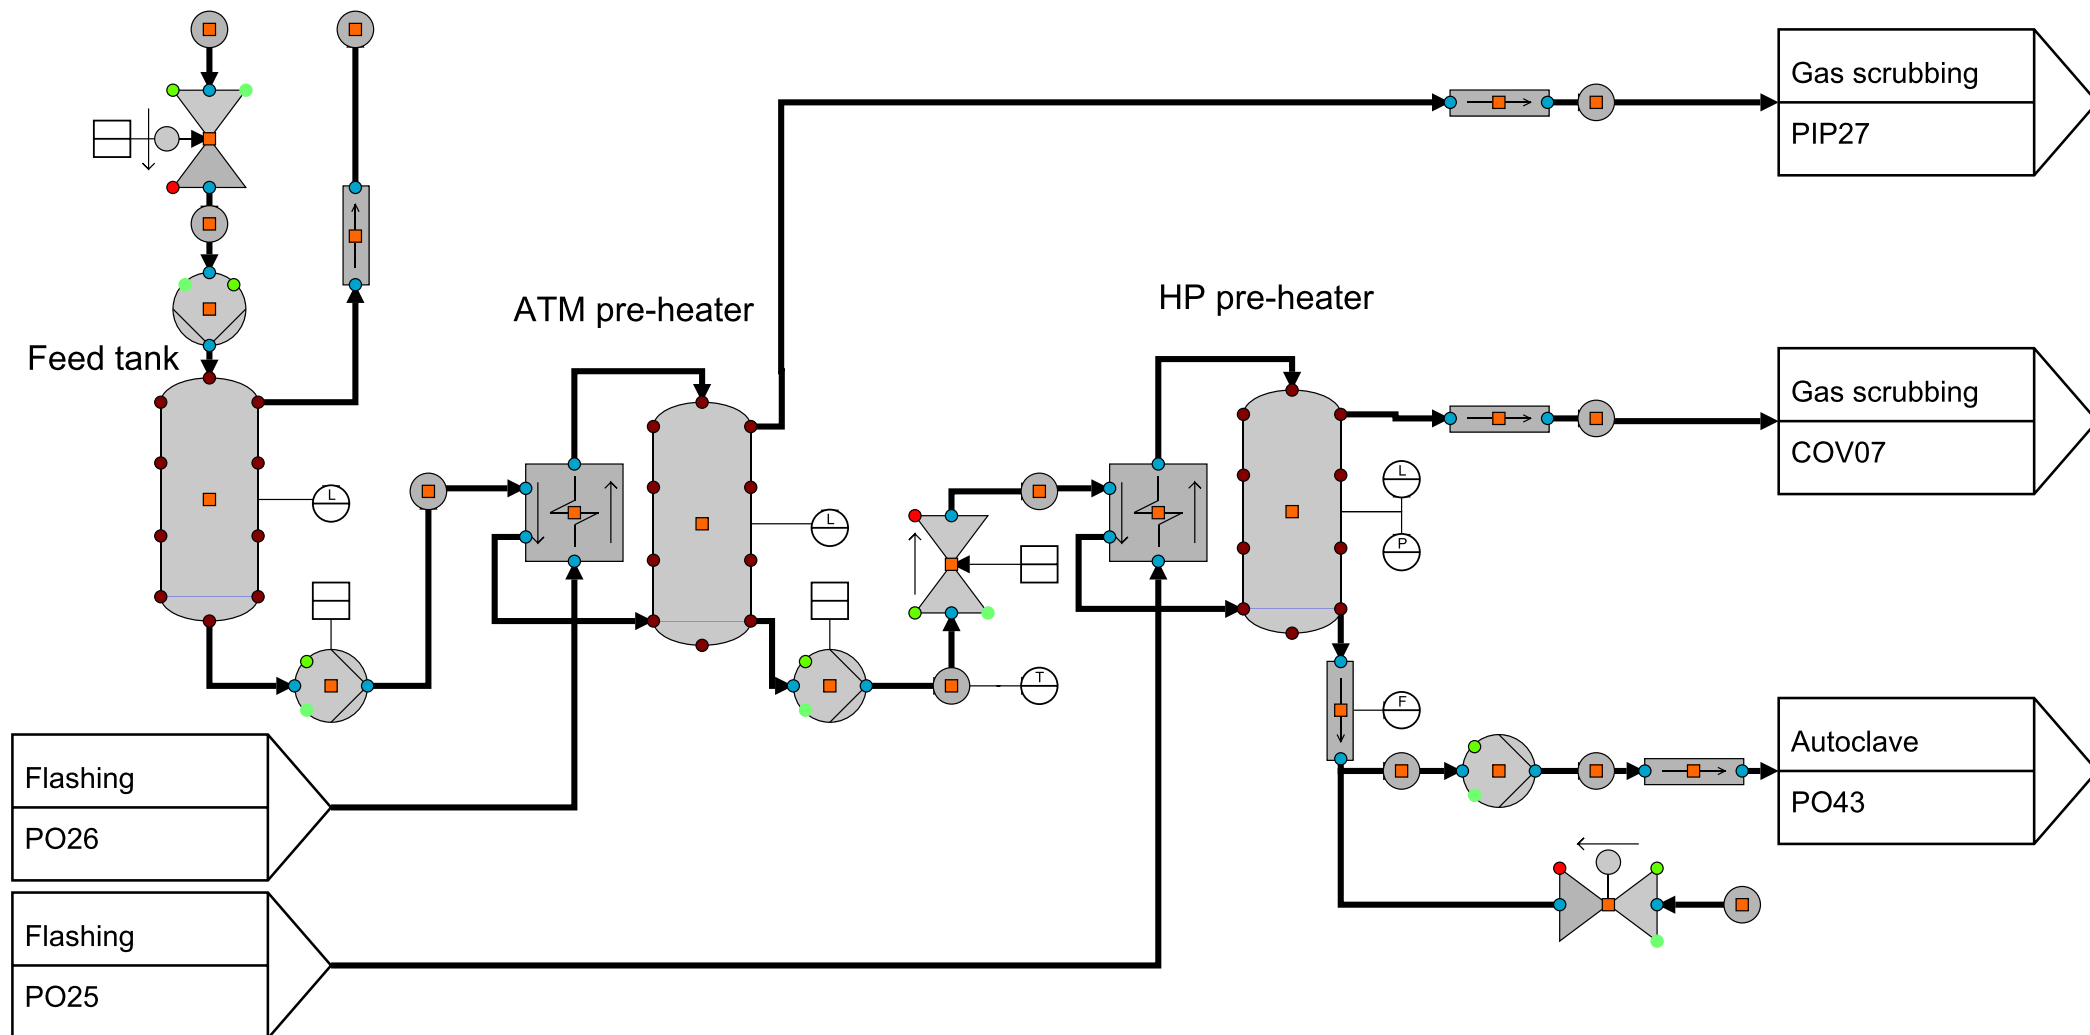 Gas scrubbing
PIP27
HP pre-heater
ATM pre-heater
Feed tank
Gas scrubbing
COV07
L
L
L
P
T
F
Flashing
PO26
Autoclave
PO43
Flashing
PO25